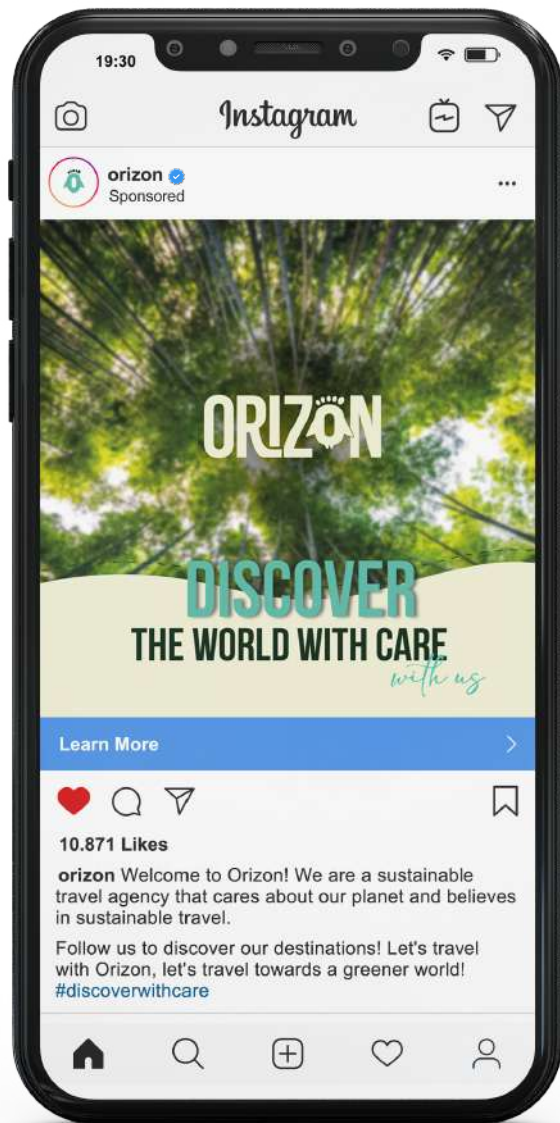 19:30
Instagram
orizon
Sponsored
ORIZON
DISCOVER
THE WORLD WITH CARE
with us
Learn More
10.871 Likes
orizon Welcome to Orizon! We are a sustainable
travel agency that cares about our planet and believes
in sustainable travel.
Follow us to discover our destinations! Let's travel
with Orizon, let's travel towards a greener world!
#discoverwithcare